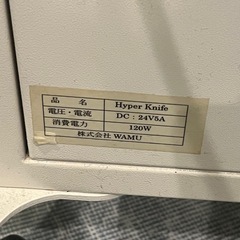 品名 Hyper Knife
電圧・電流 DC：24V5A
消費電力 120W
株式会社 WAMU